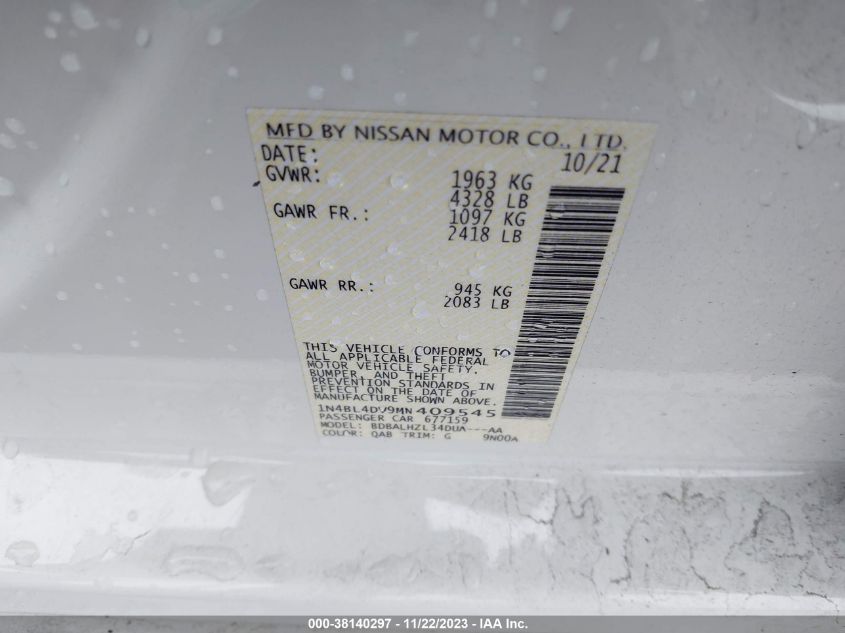 MFD BY NISSAN MOTOR CO., LTD.
DATE: 10/21
GVWR: 1963 KG
4328 LB
GAWR FR.: 1097 KG
2418 LB
GAWR RR.: 945 KG
2083 LB
THIS VEHICLE CONFORMS TO
ALL APPLICABLE FEDERAL
MOTOR VEHICLE SAFETY,
BUMPER, AND THEFT
PREVENTION STANDARDS IN
EFFECT ON THE DATE OF
MANUFACTURE SHOWN ABOVE.
1N4BL4DV9MN409545
PASSENGER CAR 677159
MODEL: BDBALHZL34DUA---AA
COLOR: QAB TRIM: G 9N00A
000-38140297 - 11/22/2023 - IAA Inc.